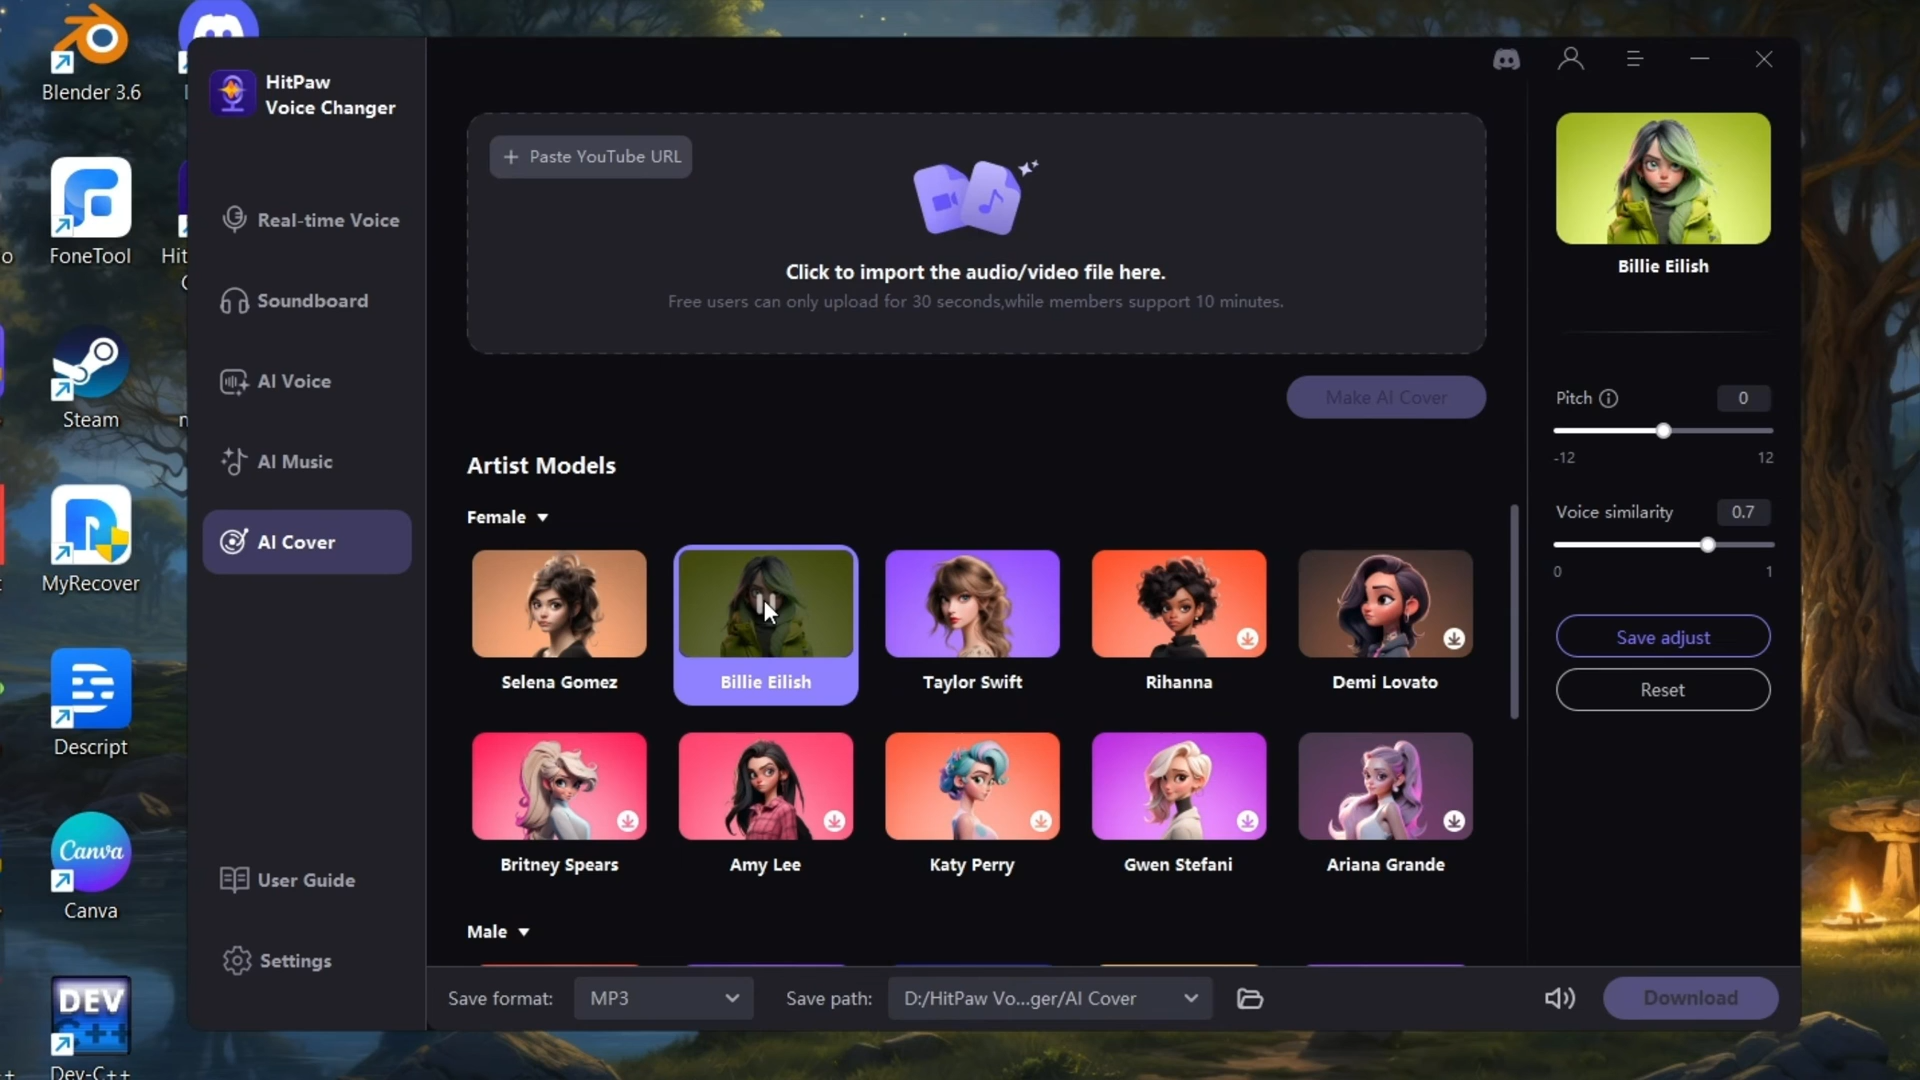 Blender 3.6
FoneTool
Steam
MyRecover
Descript
Canva
Canva
DEV
C++
Dev-C++
Hit
HitPaw
Voice Changer
Real-time Voice
Soundboard
AI Voice
AI Music
AI Cover
User Guide
Settings
+ Paste YouTube URL
Click to import the audio/video file here.
Free users can only upload for 30 seconds,while members support 10 minutes.
Make AI Cover
Artist Models
Female
Selena Gomez
Billie Eilish
Taylor Swift
Rihanna
Demi Lovato
Britney Spears
Amy Lee
Katy Perry
Gwen Stefani
Ariana Grande
Male
Save format:
MP3
Save path:
D:/HitPaw Vo...ger/AI Cover
Download
Billie Eilish
Pitch
0
-12
12
Voice similarity
0.7
0
1
Save adjust
Reset